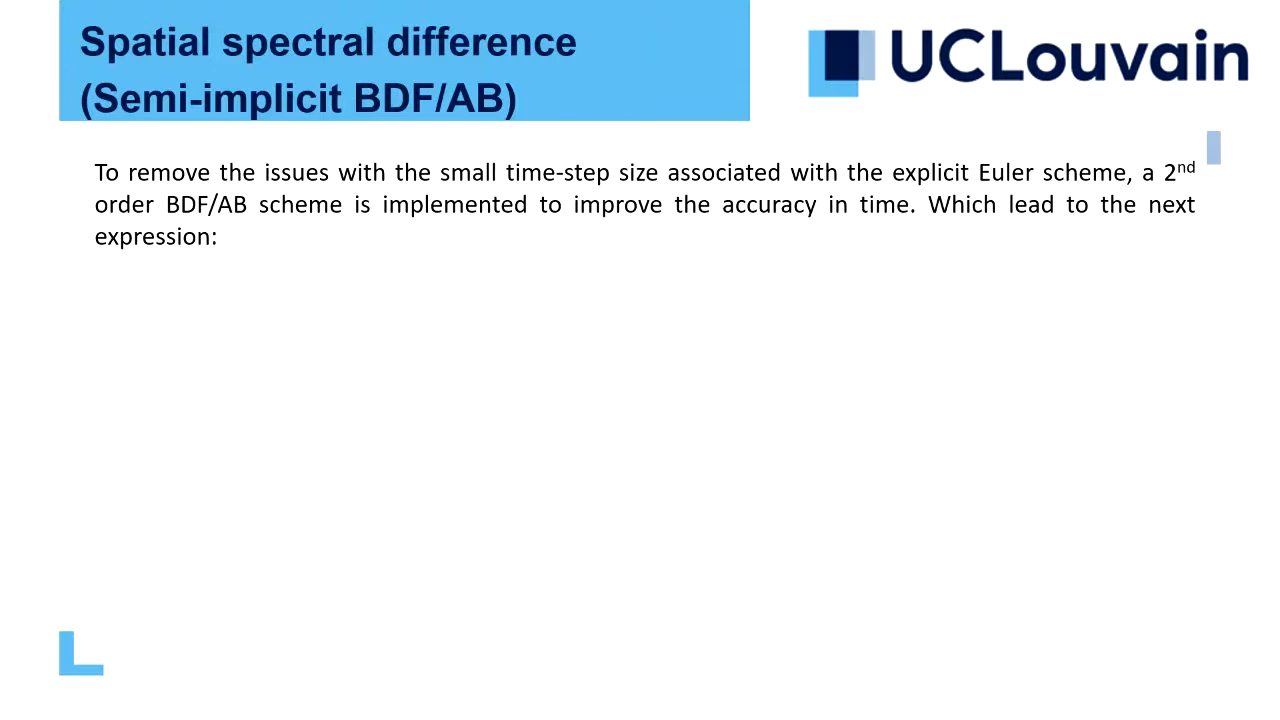 Spatial spectral difference
(Semi-implicit BDF/AB)
UCLouvain
To remove the issues with the small time-step size associated with the explicit Euler scheme, a 2nd
order BDF/AB scheme is implemented to improve the accuracy in time. Which lead to the next
expression: